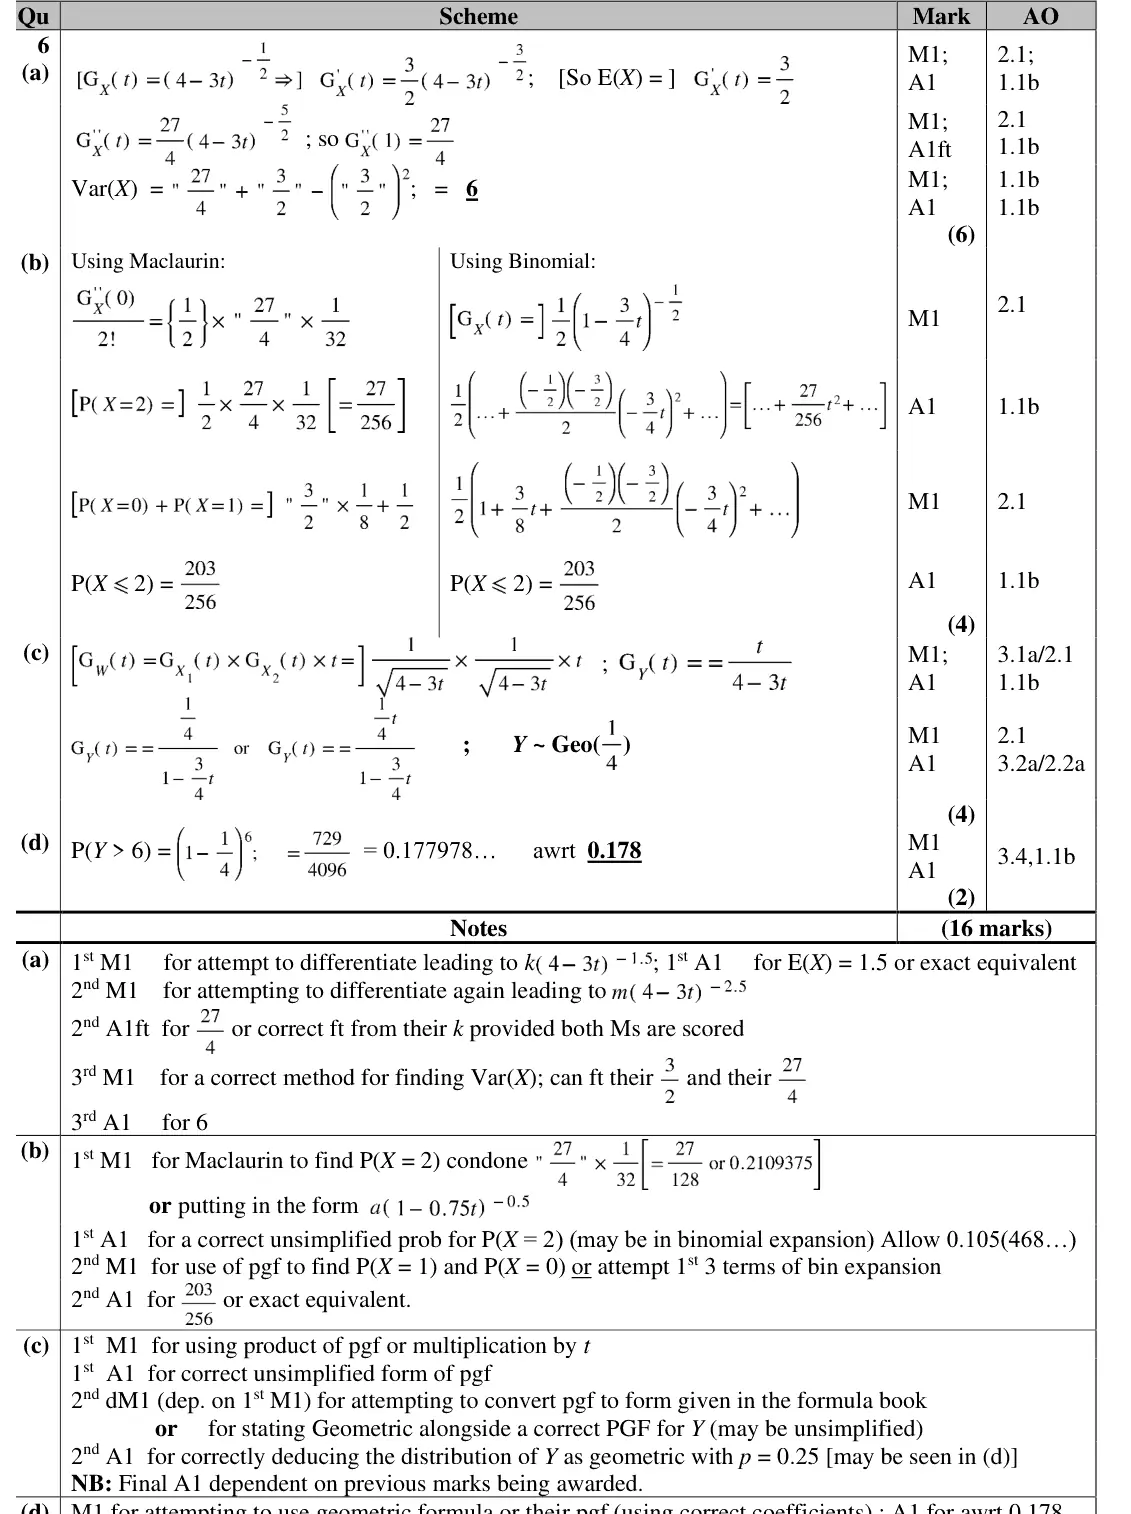 Qu Scheme Mark AO
6
(a) [G_X(t) = (4 − 3t)^(−1/2) ⇒] G'_X(t) = 3/2 (4 − 3t)^(−3/2); [So E(X) = ] G'_X(t) = 3/2 M1; A1 2.1; 1.1b
G''_X(t) = 27/4 (4 − 3t)^(−5/2) ; so G''_X(1) = 27/4 M1; A1ft 2.1 1.1b
Var(X) = " 27/4 " + " 3/2 " − (" 3/2 ")^2; = 6 M1; A1 1.1b 1.1b
(6)
(b) Using Maclaurin: Using Binomial:
G''_X(0)/2! = {1/2} × " 27/4 " × 1/32 [G_X(t) = ] 1/2 (1 − 3/4 t)^(−1/2) M1 2.1
[P(X=2) = ] 1/2 × 27/4 × 1/32 [= 27/256] 1/2 (… + (−1/2)(−3/2)/2 (−3/4 t)^2 + …) = [… + 27/256 t^2 + …] A1 1.1b
[P(X=0) + P(X=1) = ] " 3/2 " × 1/8 + 1/2 1/2 (1 + 3/8 t + (−1/2)(−3/2)/2 (−3/4 t)^2 + …) M1 2.1
P(X ⩽ 2) = 203/256 P(X ⩽ 2) = 203/256 A1 1.1b
(4)
(c) [G_W(t) = G_X1(t) × G_X2(t) × t = ] 1/√(4 − 3t) × 1/√(4 − 3t) × t ; G_Y(t) = = t/(4 − 3t) M1; A1 3.1a/2.1 1.1b
G_Y(t) = = (1/4)/(1 − 3/4 t) or G_Y(t) = = (1/4 t)/(1 − 3/4 t) ; Y ~ Geo(1/4) M1 A1 2.1 3.2a/2.2a
(4)
(d) P(Y > 6) = (1 − 1/4)^6; = 729/4096 = 0.177978… awrt 0.178 M1 A1 3.4,1.1b
(2)
Notes (16 marks)
(a) 1st M1 for attempt to differentiate leading to k(4 − 3t)^−1.5; 1st A1 for E(X) = 1.5 or exact equivalent
2nd M1 for attempting to differentiate again leading to m(4 − 3t)^−2.5
2nd A1ft for 27/4 or correct ft from their k provided both Ms are scored
3rd M1 for a correct method for finding Var(X); can ft their 3/2 and their 27/4
3rd A1 for 6
(b) 1st M1 for Maclaurin to find P(X = 2) condone " 27/4 " × 1/32 [= 27/128 or 0.2109375]
or putting in the form a(1 − 0.75t)^−0.5
1st A1 for a correct unsimplified prob for P(X = 2) (may be in binomial expansion) Allow 0.105(468…)
2nd M1 for use of pgf to find P(X = 1) and P(X = 0) or attempt 1st 3 terms of bin expansion
2nd A1 for 203/256 or exact equivalent.
(c) 1st M1 for using product of pgf or multiplication by t
1st A1 for correct unsimplified form of pgf
2nd dM1 (dep. on 1st M1) for attempting to convert pgf to form given in the formula book
or for stating Geometric alongside a correct PGF for Y (may be unsimplified)
2nd A1 for correctly deducing the distribution of Y as geometric with p = 0.25 [may be seen in (d)]
NB: Final A1 dependent on previous marks being awarded.
(d) M1 for attempting to use geometric formula or their pgf (using correct coefficients) ; A1 for awrt 0.178